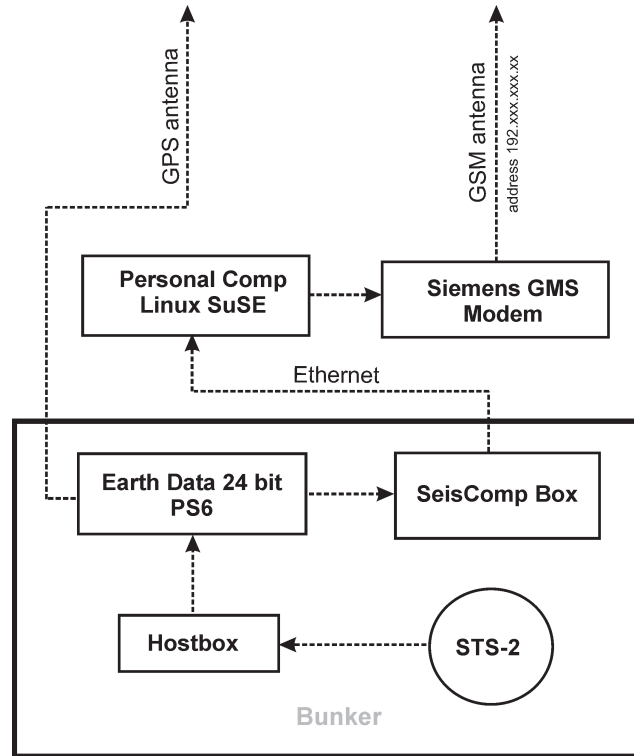 GPS antenna
GSM antenna
address 192.xxx.xxx.xx
Personal Comp
Linux SuSE
Siemens GMS
Modem
Ethernet
Earth Data 24 bit
PS6
SeisComp Box
Hostbox
STS-2
Bunker